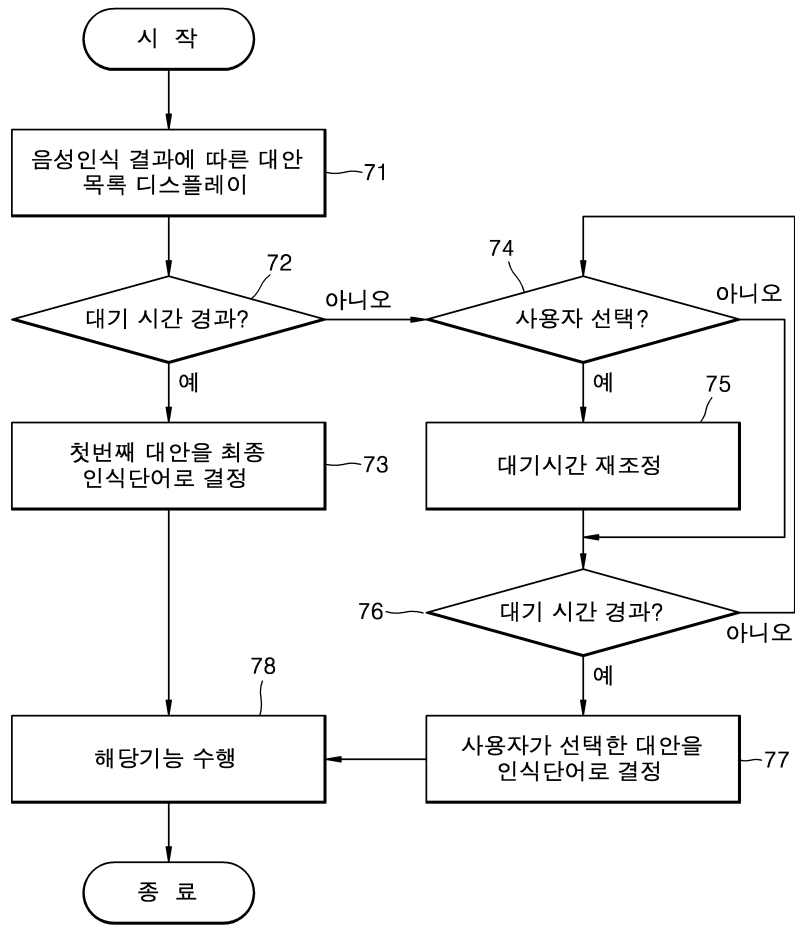 시 작
음성인식 결과에 따른 대안
목록 디스플레이
71
72
대기 시간 경과?
아니오
예
74
사용자 선택?
아니오
예
첫번째 대안을 최종
인식단어로 결정
73
75
대기시간 재조정
76
대기 시간 경과?
아니오
예
78
해당기능 수행
사용자가 선택한 대안을
인식단어로 결정
77
종 료